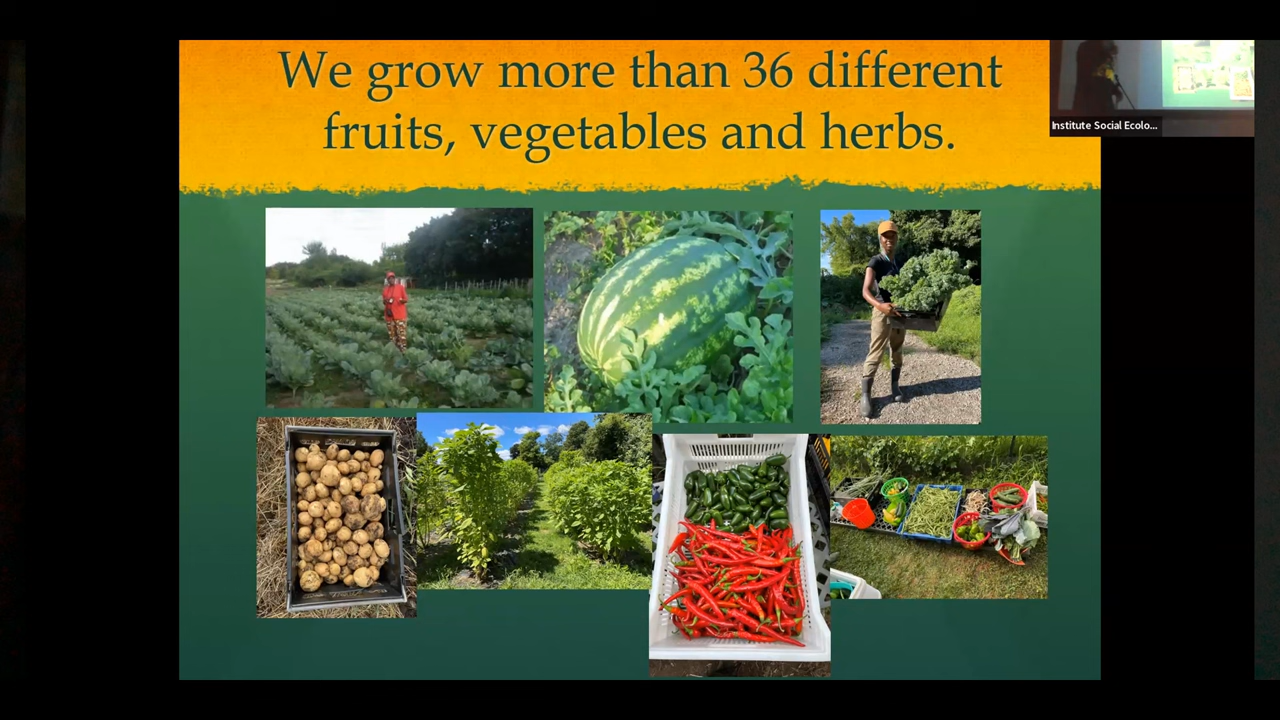 We grow more than 36 different
fruits, vegetables and herbs.
Institute Social Ecolo...